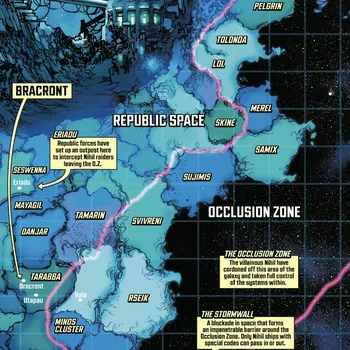 PELGRIN
TOLONDA
LOL
BRACRONT
REPUBLIC SPACE
MEREL
SKINE
ERIADU
Republic forces have
set up an outpost here
to intercept Nihil raiders
leaving the O.Z.
SAMIX
SESWENNA
Eriadu
SUJIMIS
MAYAGIL
TAMARIN
SVIVRENI
OCCLUSION ZONE
DANJAR
THE OCCLUSION ZONE
The villainous Nihil have
cordoned off this area of the
galaxy and taken full control
of the systems within.
TARABBA
Bracront
Utapau
Valo
RSEIK
MINOS
CLUSTER
THE STORMWALL
A blockade in space that forms
an impenetrable barrier around the
Occlusion Zone. Only Nihil ships with
special codes can pass in or out.